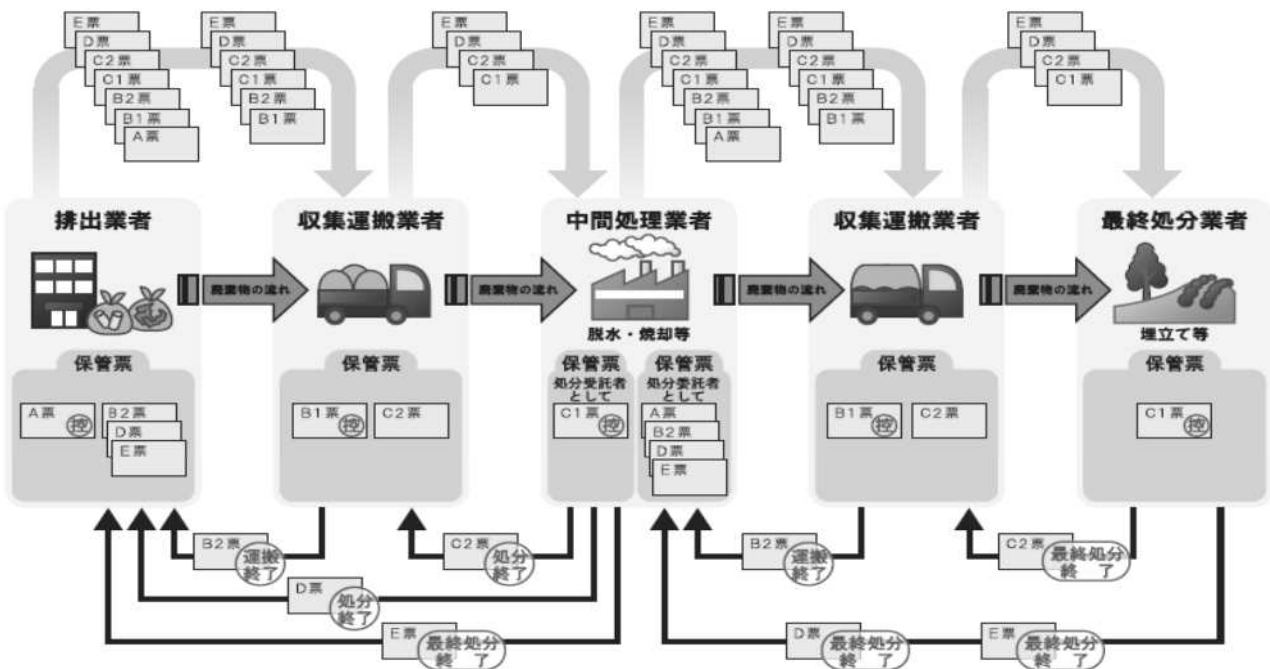 E票
D票
C2票
C1票
B2票
B1票
A票
E票
D票
C2票
C1票
B2票
B1票
E票
D票
C2票
C1票
E票
D票
C2票
C1票
B2票
B1票
A票
E票
D票
C2票
C1票
B2票
B1票
E票
D票
C2票
C1票
排出業者
収集運搬業者
中間処理業者
収集運搬業者
最終処分業者
廃棄物の流れ
廃棄物の流れ
廃棄物の流れ
廃棄物の流れ
脱水・焼却等
埋立て等
保管票
A票
控
B2票
D票
E票
保管票
B1票
控
C2票
保管票
処分受託者
として
C1票
控
保管票
処分委託者
として
A票
B2票
D票
E票
保管票
B1票
控
C2票
保管票
C1票
控
B2票
運搬
終了
C2票
処分
終了
B2票
運搬
終了
C2票
最終処分
終 了
D票
処分
終了
E票
最終処分
終 了
D票
最終処分
終 了
E票
最終処分
終 了